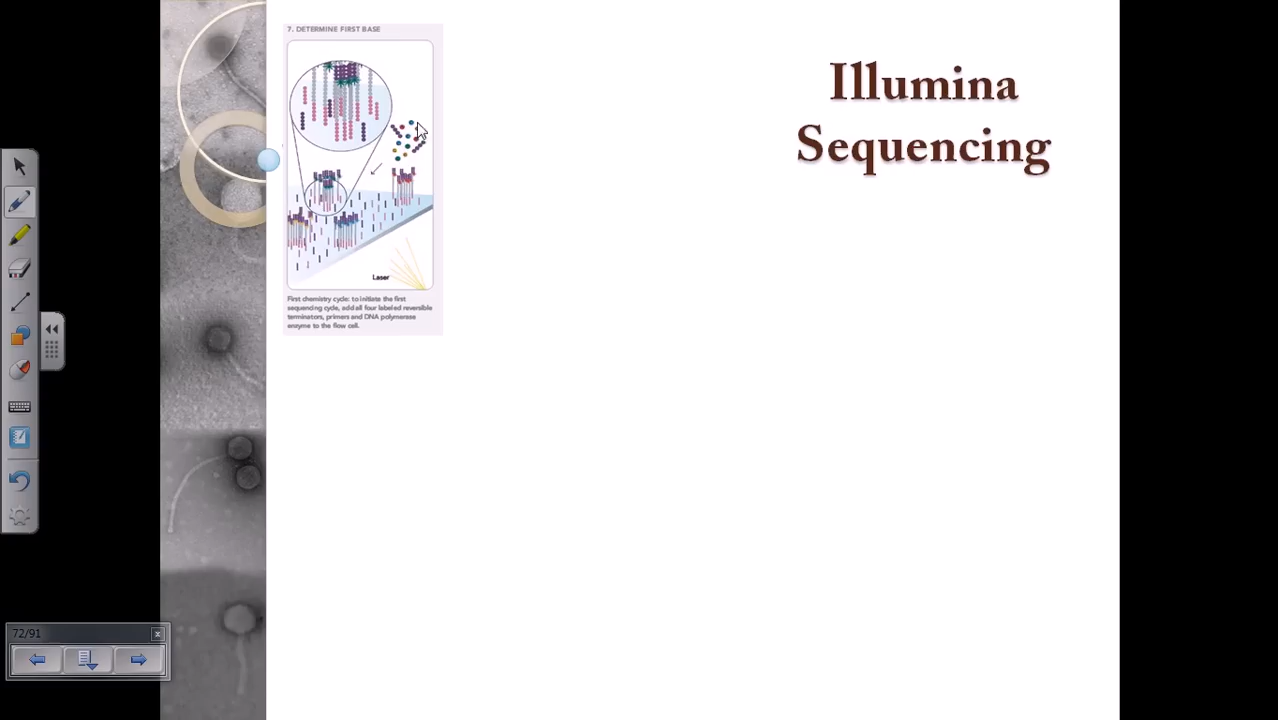 7. DETERMINE FIRST BASE
Illumina
Sequencing
Laser
First chemistry cycle: to initiate the first
sequencing cycle, add all four labeled reversible
terminators, primers and DNA polymerase
enzyme to the flow cell.
72/91